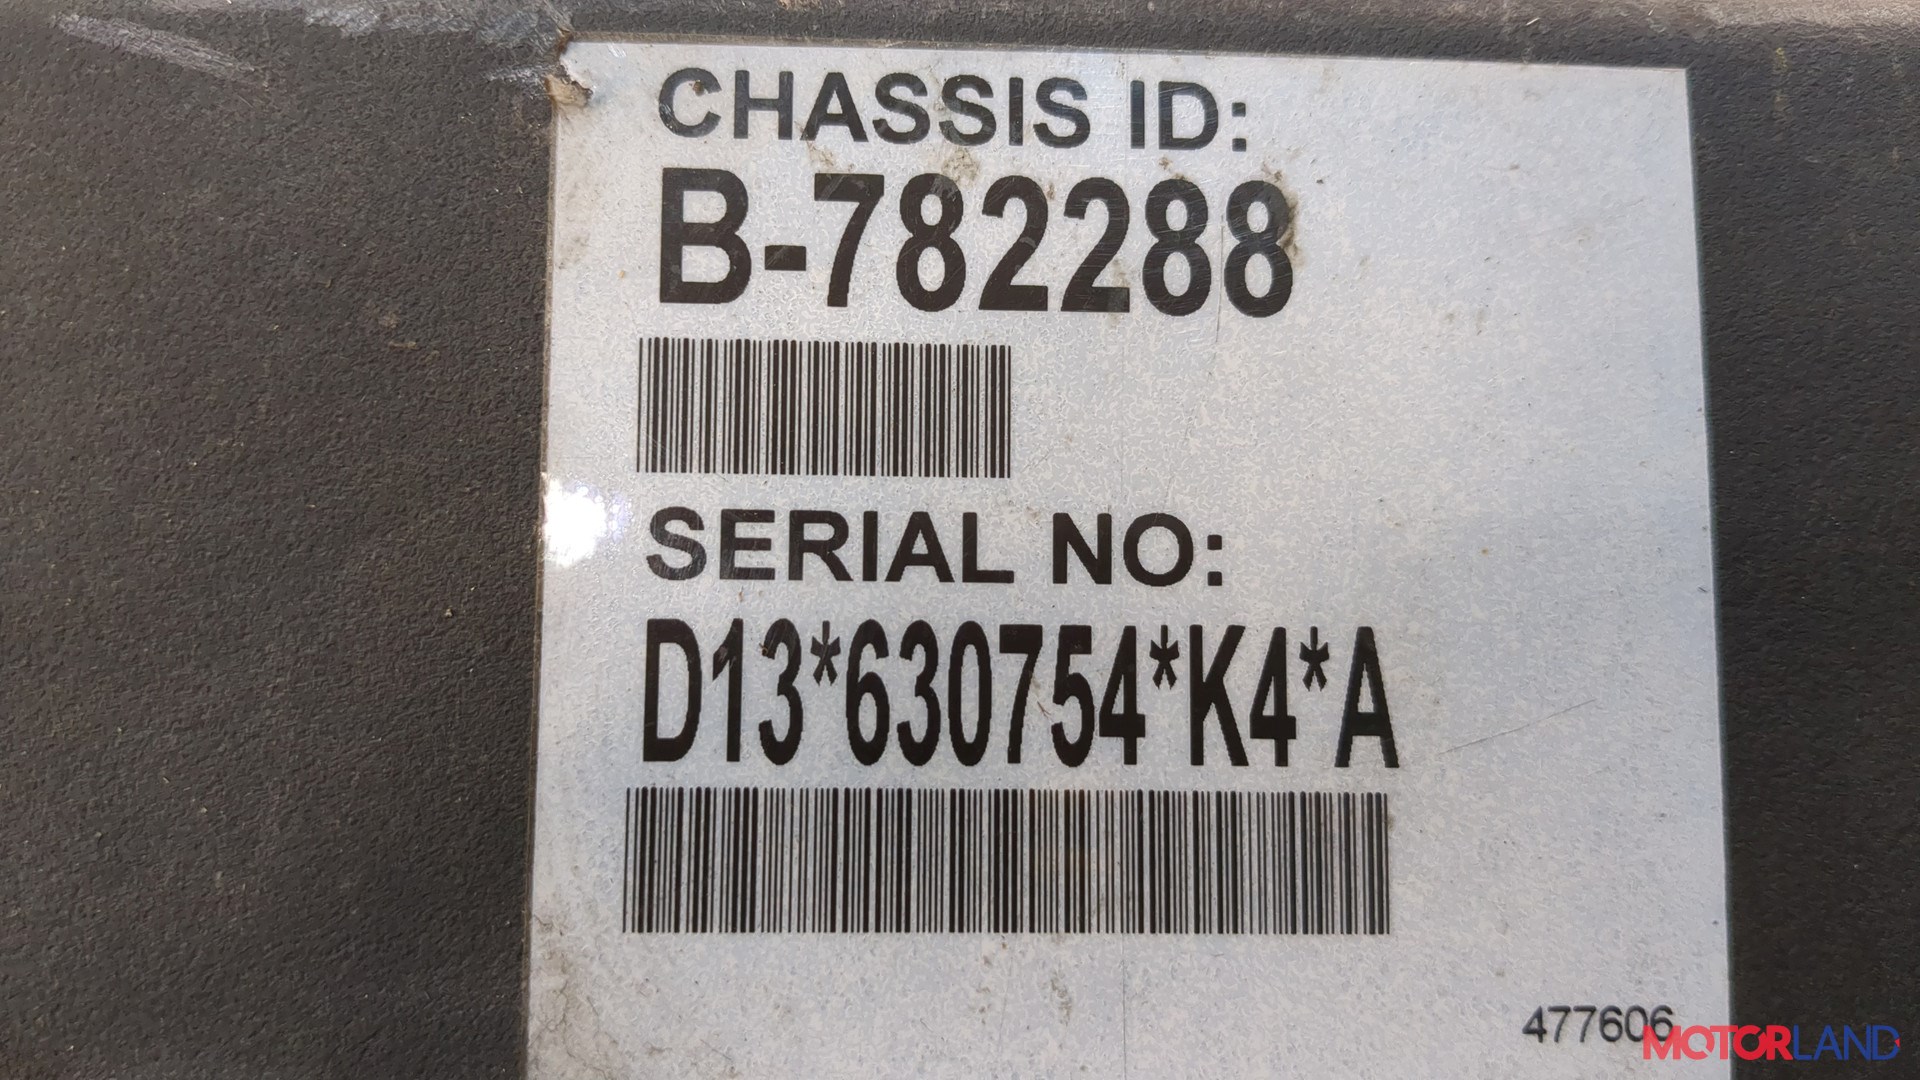 CHASSIS ID:
B-782288
SERIAL NO:
D13*630754*K4*A
477606
MOTORLAND